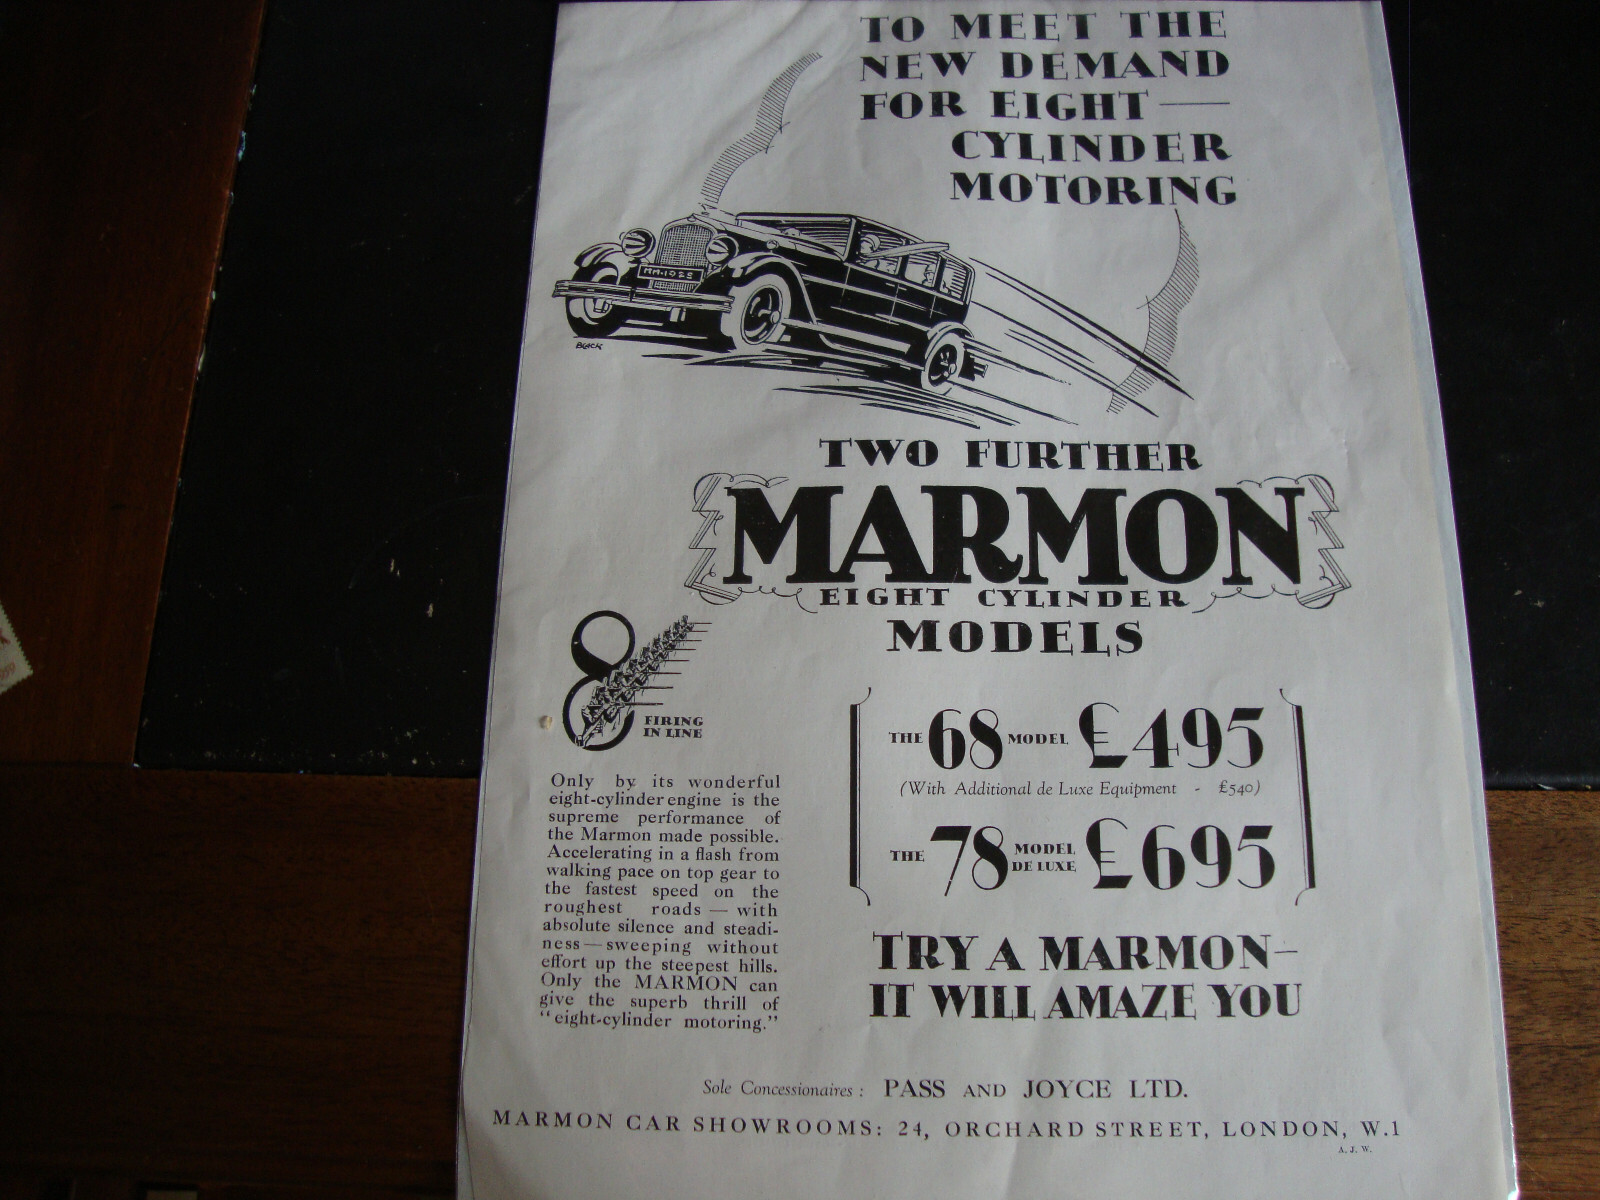 TO MEET THE
NEW DEMAND
FOR EIGHT—
CYLINDER
MOTORING
BLACK
TWO FURTHER
MARMON
EIGHT CYLINDER
MODELS
8
FIRING
IN LINE
Only by its wonderful
eight-cylinder engine is the
supreme performance of
the Marmon made possible.
Accelerating in a flash from
walking pace on top gear to
the fastest speed on the
roughest roads — with
absolute silence and steadi-
ness — sweeping without
effort up the steepest hills.
Only the MARMON can
give the superb thrill of
"eight-cylinder motoring."
THE 68 MODEL £495
(With Additional de Luxe Equipment - £540)
THE 78 MODEL DE LUXE £695
TRY A MARMON—
IT WILL AMAZE YOU
Sole Concessionaires : PASS AND JOYCE LTD.
MARMON CAR SHOWROOMS: 24, ORCHARD STREET, LONDON, W.1
A. J. W.